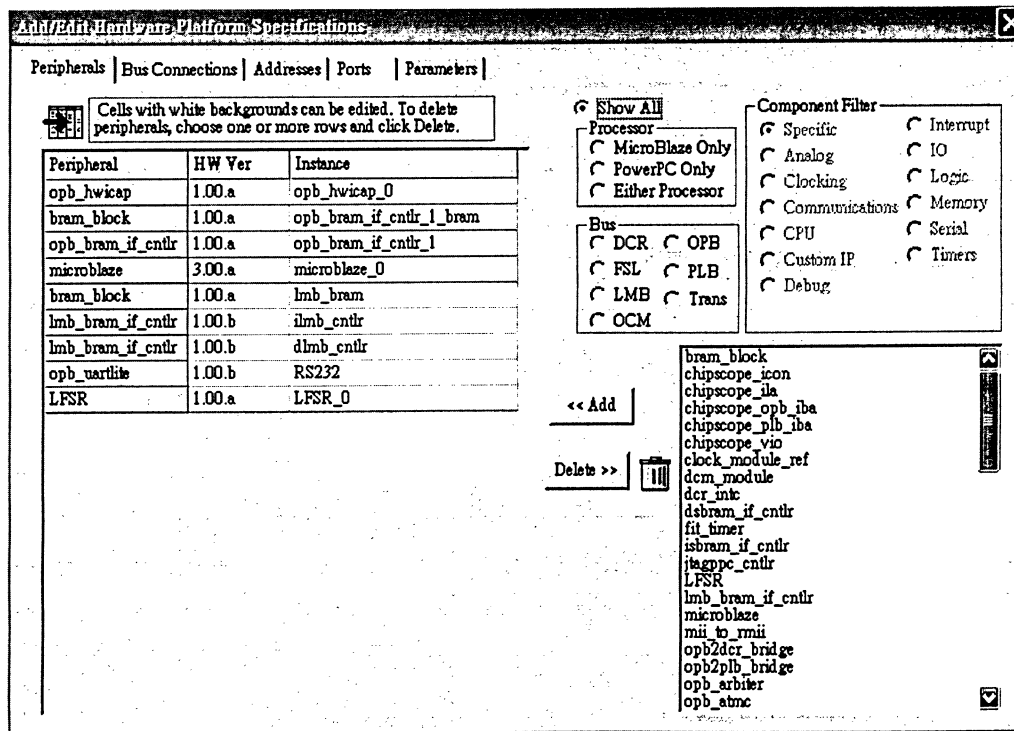 Add/Edit Hardware Platform Specifications
Peripherals Bus Connections Addresses Ports Parameters
Cells with white backgrounds can be edited. To delete
peripherals, choose one or more rows and click Delete.
Peripheral HW Ver Instance
opb_hwicap 1.00.a opb_hwicap_0
bram_block 1.00.a opb_bram_if_cntlr_1_bram
opb_bram_if_cntlr 1.00.a opb_bram_if_cntlr_1
microblaze 3.00.a microblaze_0
bram_block 1.00.a lmb_bram
lmb_bram_if_cntlr 1.00.b ilmb_cntlr
lmb_bram_if_cntlr 1.00.b dlmb_cntlr
opb_uartlite 1.00.b RS232
LFSR 1.00.a LFSR_0
Show All
Processor
MicroBlaze Only
PowerPC Only
Either Processor
Bus
DCR OPB
FSL PLB
LMB Trans
OCM
Component Filter
Specific Interrupt
Analog IO
Clocking Logic
Communications Memory
CPU Serial
Custom IP Timers
Debug
<< Add
Delete >>
bram_block
chipscope_icon
chipscope_ila
chipscope_opb_iba
chipscope_plb_iba
chipscope_vio
clock_module_ref
dcm_module
dcr_intc
dsbram_if_cntlr
fit_timer
isbram_if_cntlr
jtagppc_cntlr
LFSR
lmb_bram_if_cntlr
microblaze
mii_to_rmii
opb2dcr_bridge
opb2plb_bridge
opb_arbiter
opb_atmc